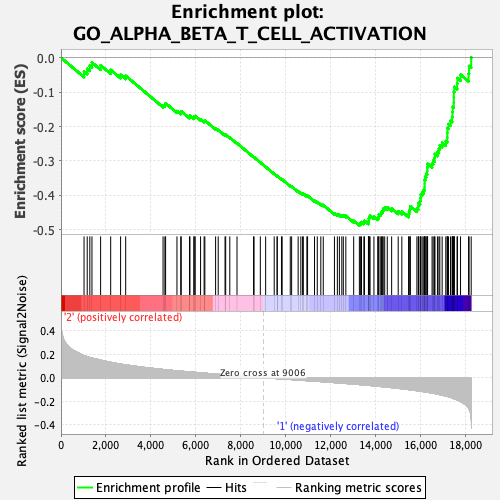 Enrichment plot:
GO_ALPHA_BETA_T_CELL_ACTIVATION
Enrichment score (ES)
0.0
-0.1
-0.2
-0.3
-0.4
-0.5
'2' (positively correlated)
Ranked list metric (Signal2Noise)
0.4
0.2
0.0
-0.2
-0.4
Zero cross at 9006
'1' (negatively correlated)
0
2,000
4,000
6,000
8,000
10,000
12,000
14,000
16,000
18,000
Rank in Ordered Dataset
Enrichment profile
Hits
Ranking metric scores